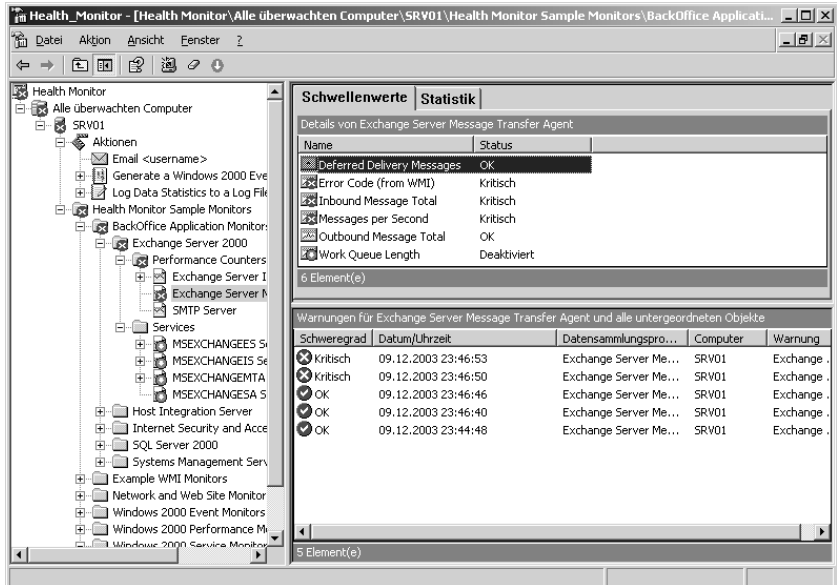 Health_Monitor - [Health Monitor\Alle überwachten Computer\SRV01\Health Monitor Sample Monitors\BackOffice Applicati...
Datei Aktion Ansicht Fenster ?
Health Monitor
Alle überwachten Computer
SRV01
Aktionen
Email <username>
Generate a Windows 2000 Eve
Log Data Statistics to a Log File
Health Monitor Sample Monitors
BackOffice Application Monitor
Exchange Server 2000
Performance Counters
Exchange Server I
Exchange Server M
SMTP Server
Services
MSEXCHANGEES Se
MSEXCHANGEIS Se
MSEXCHANGEMTA
MSEXCHANGESA S
Host Integration Server
Internet Security and Acce
SQL Server 2000
Systems Management Serv
Example WMI Monitors
Network and Web Site Monitor
Windows 2000 Event Monitors
Windows 2000 Performance Mo
Windows 2000 Service Monitor
Schwellenwerte Statistik
Details von Exchange Server Message Transfer Agent
Name Status
Deferred Delivery Messages OK
Error Code (from WMI) Kritisch
Inbound Message Total Kritisch
Messages per Second Kritisch
Outbound Message Total OK
Work Queue Length Deaktiviert
6 Element(e)
Warnungen für Exchange Server Message Transfer Agent und alle untergeordneten Objekte
Schweregrad Datum/Uhrzeit Datensammlungspro... Computer Warnung
Kritisch 09.12.2003 23:46:53 Exchange Server Me... SRV01 Exchange .
Kritisch 09.12.2003 23:46:50 Exchange Server Me... SRV01 Exchange .
OK 09.12.2003 23:46:46 Exchange Server Me... SRV01 Exchange .
OK 09.12.2003 23:46:40 Exchange Server Me... SRV01 Exchange .
OK 09.12.2003 23:44:48 Exchange Server Me... SRV01 Exchange .
5 Element(e)